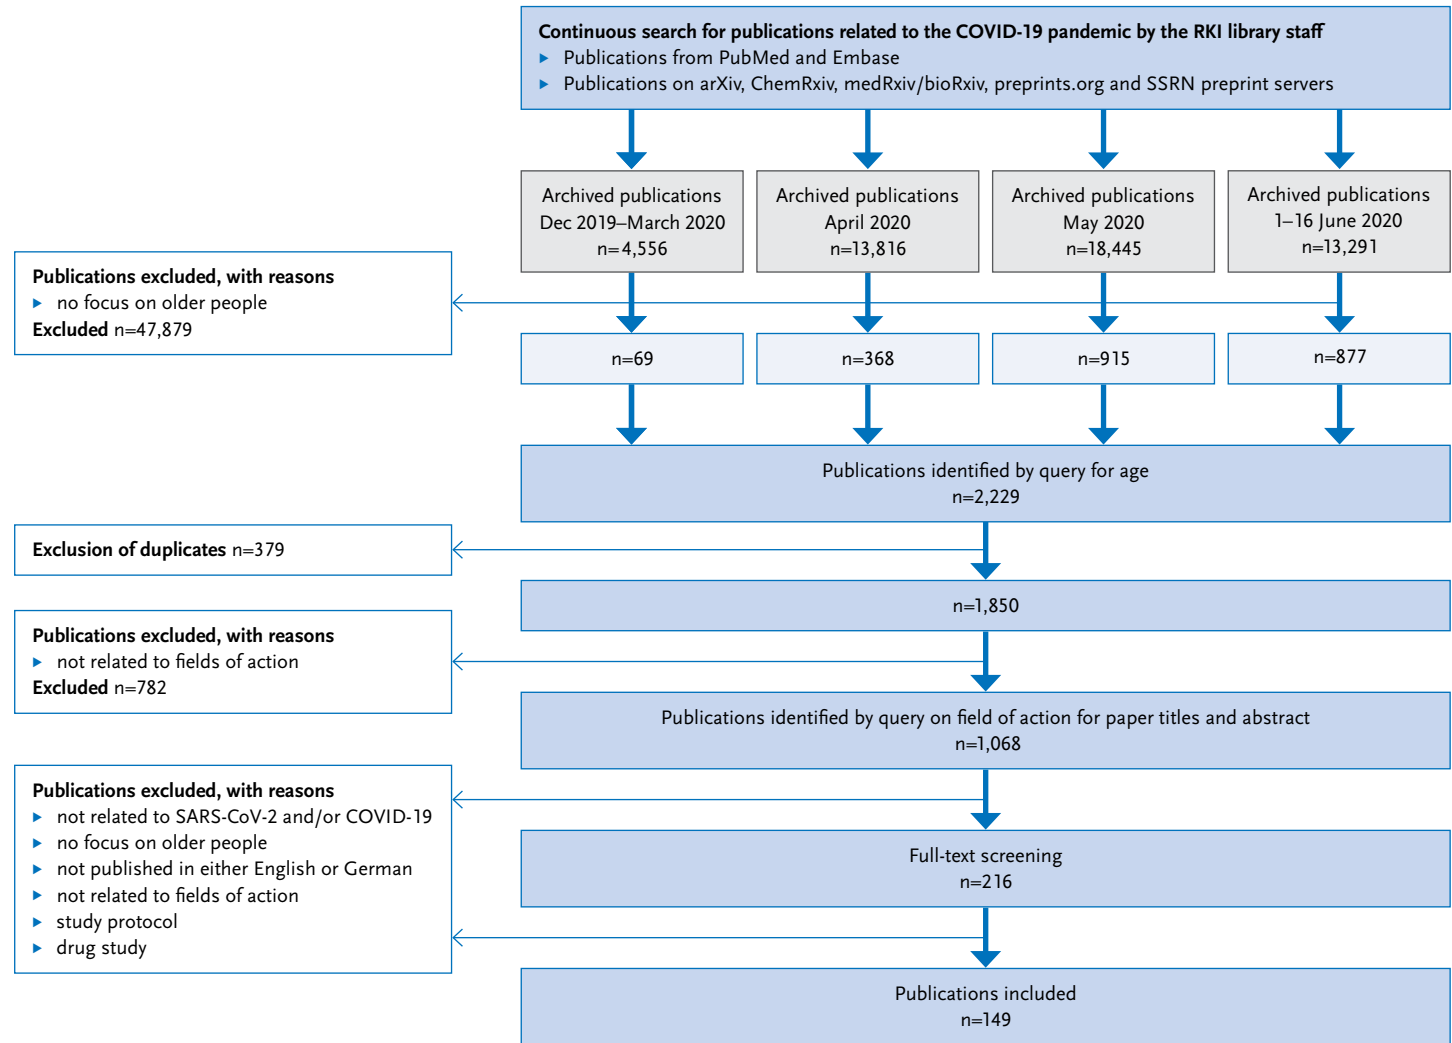 Continuous search for publications related to the COVID-19 pandemic by the RKI library staff
▶ Publications from PubMed and Embase
▶ Publications on arXiv, ChemRxiv, medRxiv/bioRxiv, preprints.org and SSRN preprint servers
Archived publications
Dec 2019–March 2020
n=4,556
Archived publications
April 2020
n=13,816
Archived publications
May 2020
n=18,445
Archived publications
1–16 June 2020
n=13,291
Publications excluded, with reasons
▶ no focus on older people
Excluded n=47,879
n=69
n=368
n=915
n=877
Publications identified by query for age
n=2,229
Exclusion of duplicates n=379
n=1,850
Publications excluded, with reasons
▶ not related to fields of action
Excluded n=782
Publications identified by query on field of action for paper titles and abstract
n=1,068
Publications excluded, with reasons
▶ not related to SARS-CoV-2 and/or COVID-19
▶ no focus on older people
▶ not published in either English or German
▶ not related to fields of action
▶ study protocol
▶ drug study
Full-text screening
n=216
Publications included
n=149